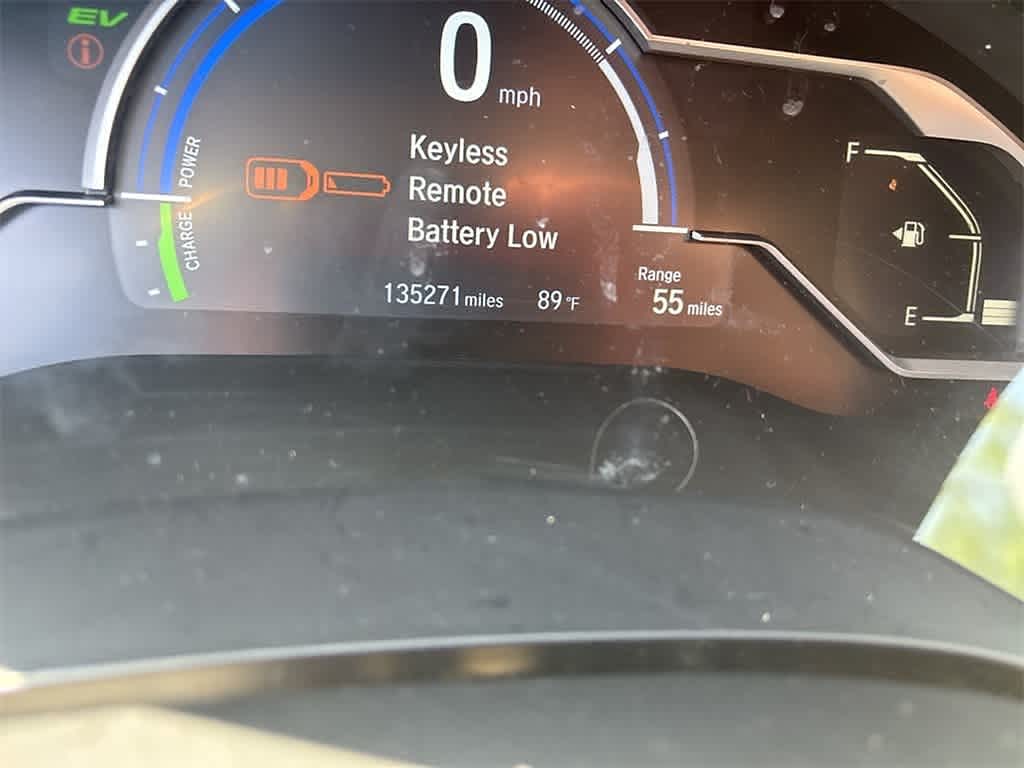 EV
0 mph
POWER
CHARGE
Keyless
Remote
Battery Low
135271 miles 89 °F
Range
55 miles
F
E